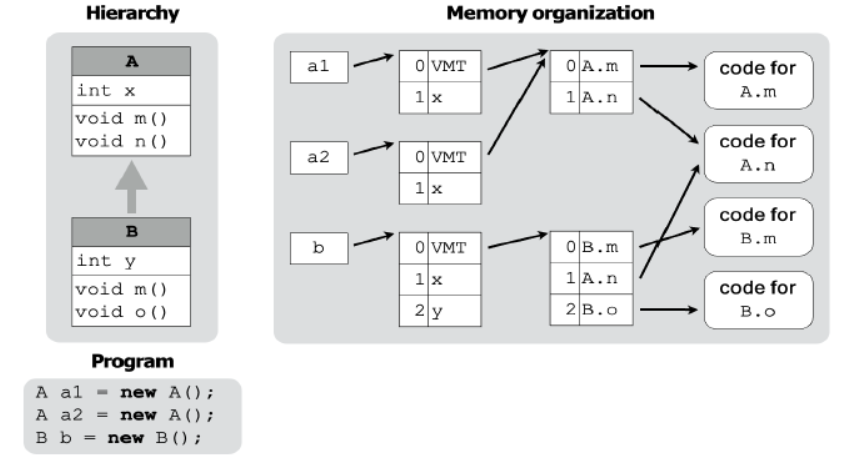 Hierarchy
A
int x
void m()
void n()
B
int y
void m()
void o()
Program
A a1 = new A();
A a2 = new A();
B b = new B();
Memory organization
a1
0 VMT
1 x
a2
0 VMT
1 x
b
0 VMT
1 x
2 y
0 A.m
1 A.n
0 B.m
1 A.n
2 B.o
code for
A.m
code for
A.n
code for
B.m
code for
B.o